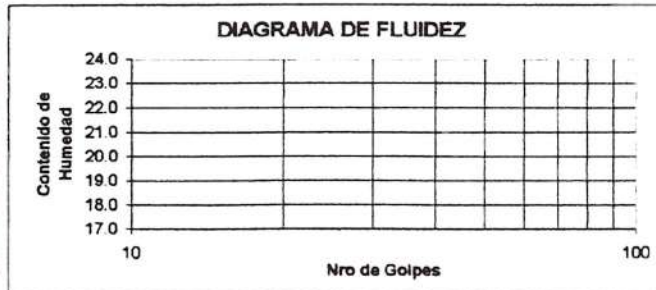 DIAGRAMA DE FLUIDEZ
Contenido de
Humedad
24.0
23.0
22.0
21.0
20.0
19.0
18.0
17.0
10
100
Nro de Golpes